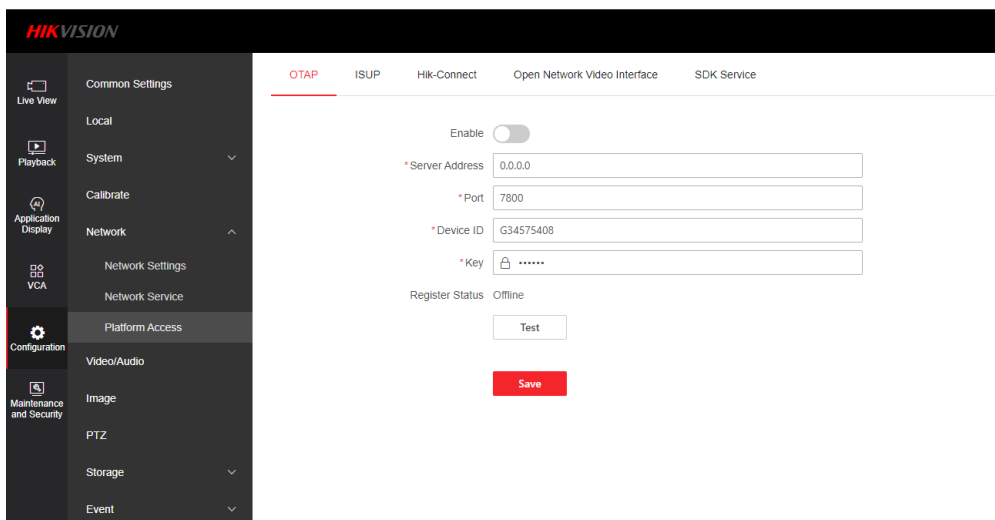 HIKVISION
Live View
Playback
Application
Display
VCA
Configuration
Maintenance
and Security
Common Settings
Local
System
Calibrate
Network
Network Settings
Network Service
Platform Access
Video/Audio
Image
PTZ
Storage
Event
OTAP ISUP Hik-Connect Open Network Video Interface SDK Service
Enable
*Server Address 0.0.0.0
*Port 7800
*Device ID G34575408
*Key ••••••
Register Status Offline
Test
Save